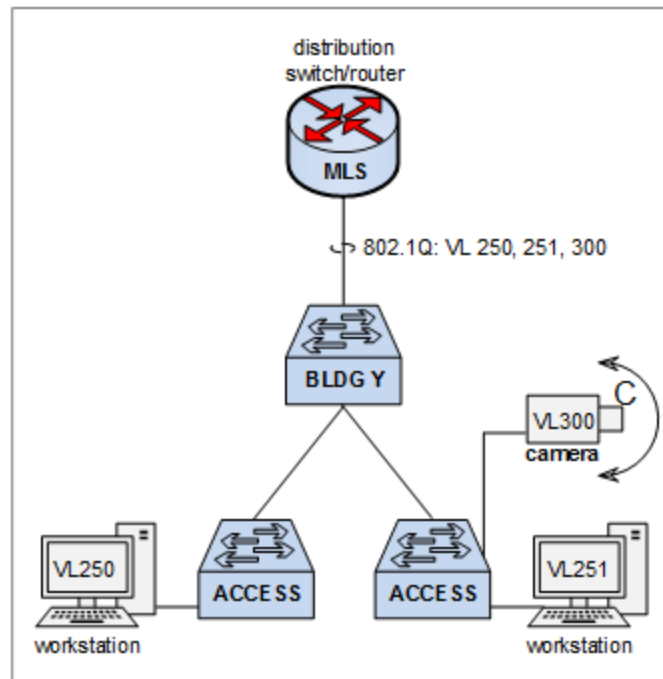 distribution
switch/router
MLS
802.1Q: VL 250, 251, 300
BLDG Y
C
VL300
camera
VL250
ACCESS
ACCESS
VL251
workstation
workstation